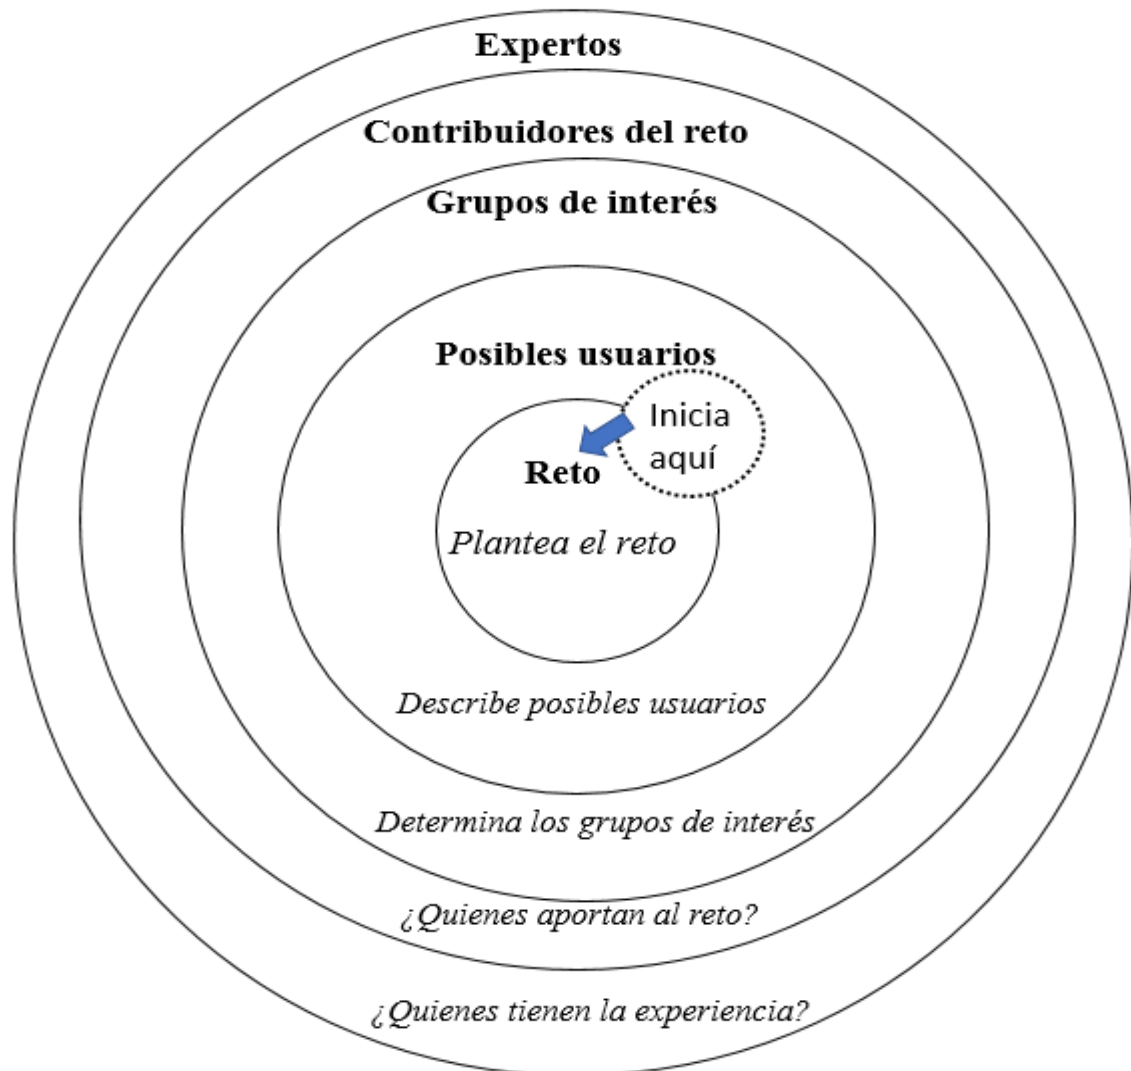 Expertos
Contribuidores del reto
Grupos de interés
Posibles usuarios
Inicia
aquí
Reto
Plantea el reto
Describe posibles usuarios
Determina los grupos de interés
¿Quienes aportan al reto?
¿Quienes tienen la experiencia?